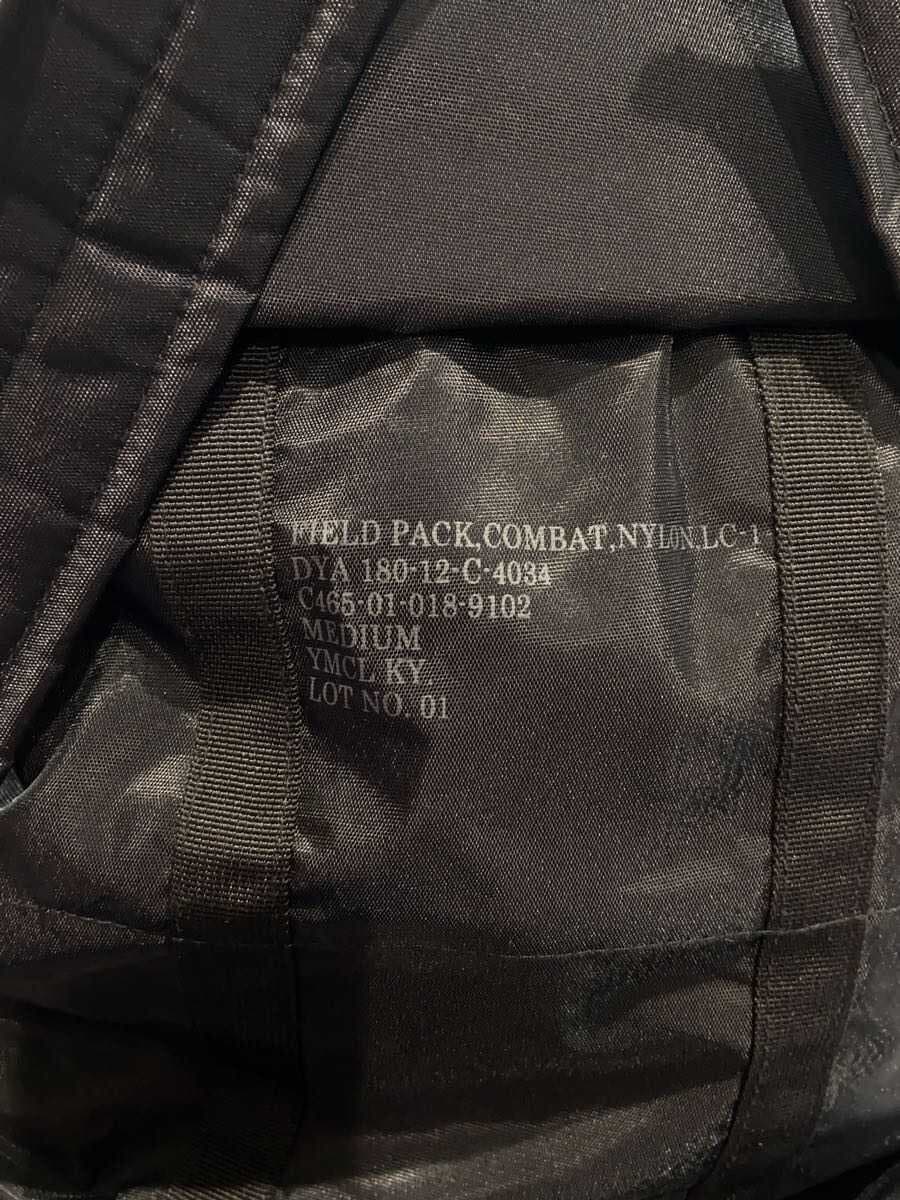 FIELD PACK,COMBAT,NYLON,LC-1
DYA 180-12-C-4034
C465-01-018-9102
MEDIUM
YMCL KY.
LOT NO. 01